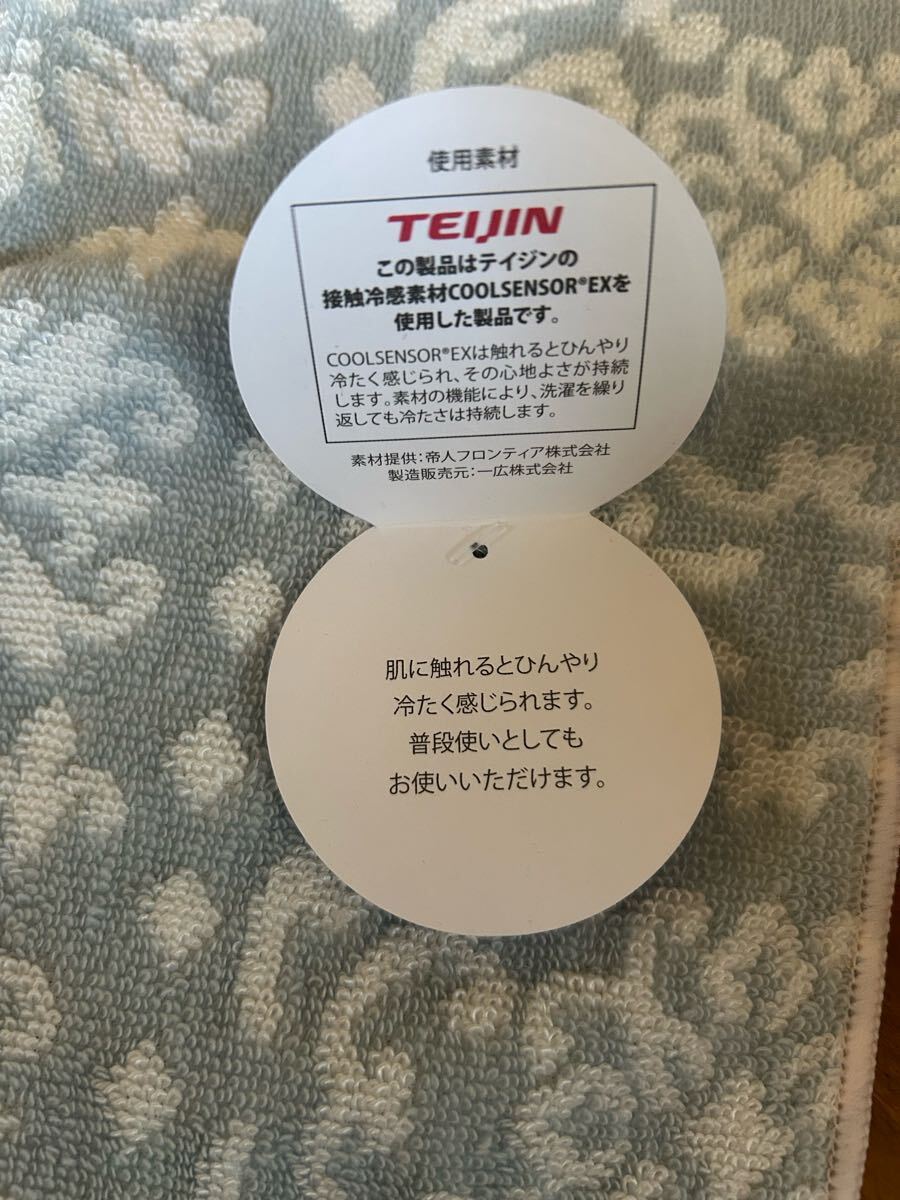 使用素材
TEIJIN
この製品はテイジンの
接触冷感素材COOLSENSOR®EXを
使用した製品です。
COOLSENSOR®EXは触れるとひんやり
冷たく感じられ、その心地よさが持続
します。素材の機能により、洗濯を繰り
返しても冷たさは持続します。
素材提供:帝人フロンティア株式会社
製造販売元:一広株式会社
肌に触れるとひんやり
冷たく感じられます。
普段使いとしても
お使いいただけます。